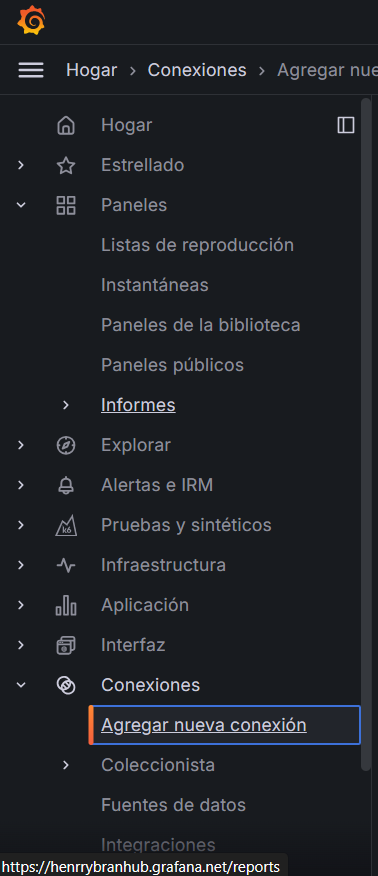 Hogar > Conexiones > Agregar nue
Hogar
Estrellado
Paneles
Listas de reproducción
Instantáneas
Paneles de la biblioteca
Paneles públicos
Informes
Explorar
Alertas e IRM
k6 Pruebas y sintéticos
Infraestructura
Aplicación
Interfaz
Conexiones
Agregar nueva conexión
Coleccionista
Fuentes de datos
Integraciones
https://henrrybranhub.grafana.net/reports